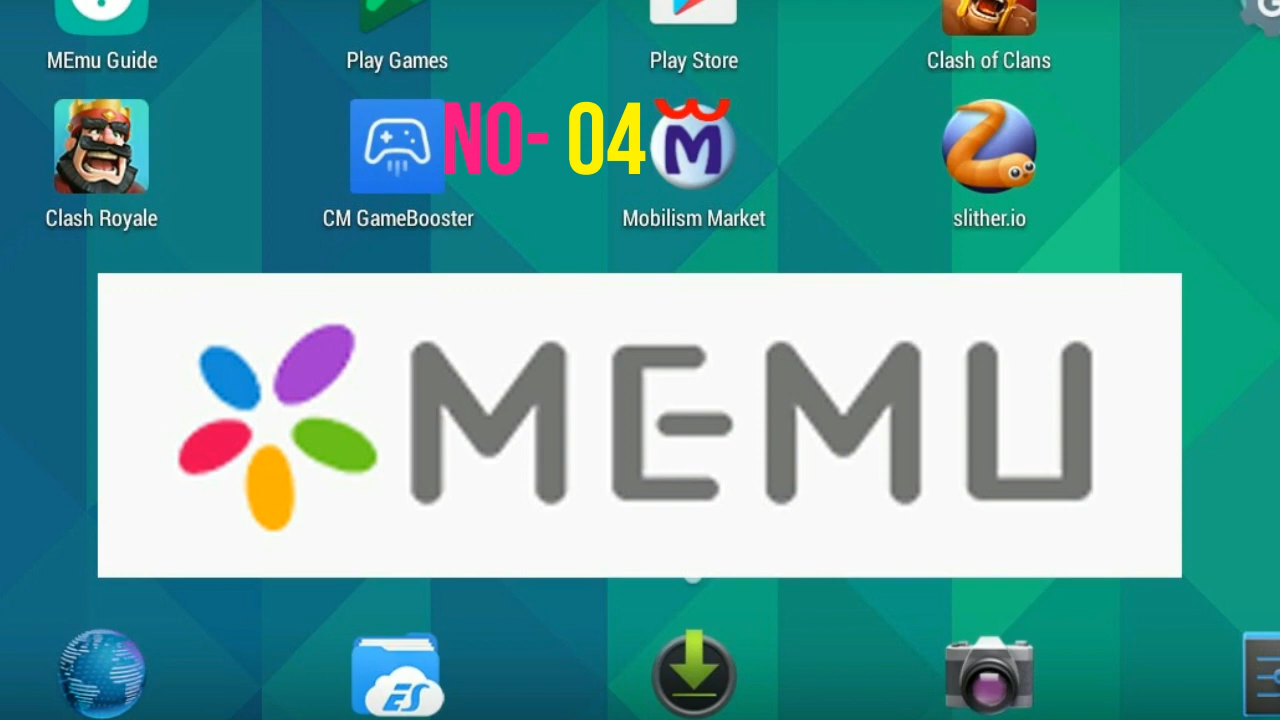 MEmu Guide
Play Games
Play Store
Clash of Clans
NO- 04
M
Clash Royale
CM GameBooster
Mobilism Market
slither.io
MEMU
ES